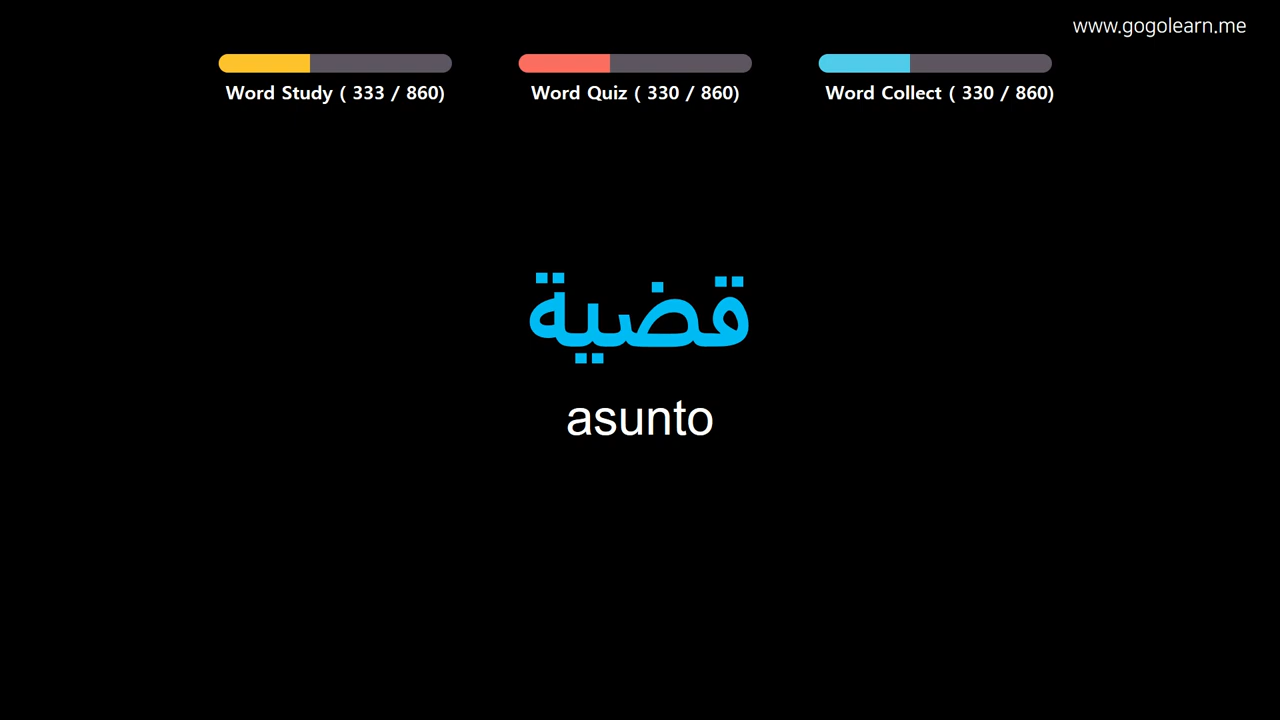 www.gogolearn.me
Word Study ( 333 / 860)
Word Quiz ( 330 / 860)
Word Collect ( 330 / 860)
قضية
asunto